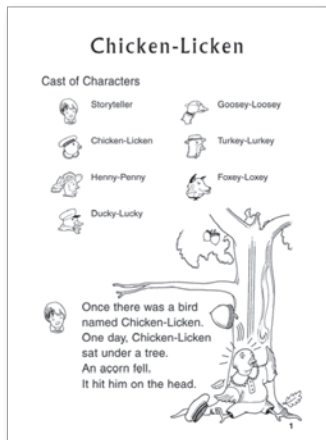 Chicken-Licken
Cast of Characters
Storyteller
Goosey-Loosey
Chicken-Licken
Turkey-Lurkey
Henny-Penny
Foxey-Loxey
Ducky-Lucky
Once there was a bird
named Chicken-Licken.
One day, Chicken-Licken
sat under a tree.
An acorn fell.
It hit him on the head.
1